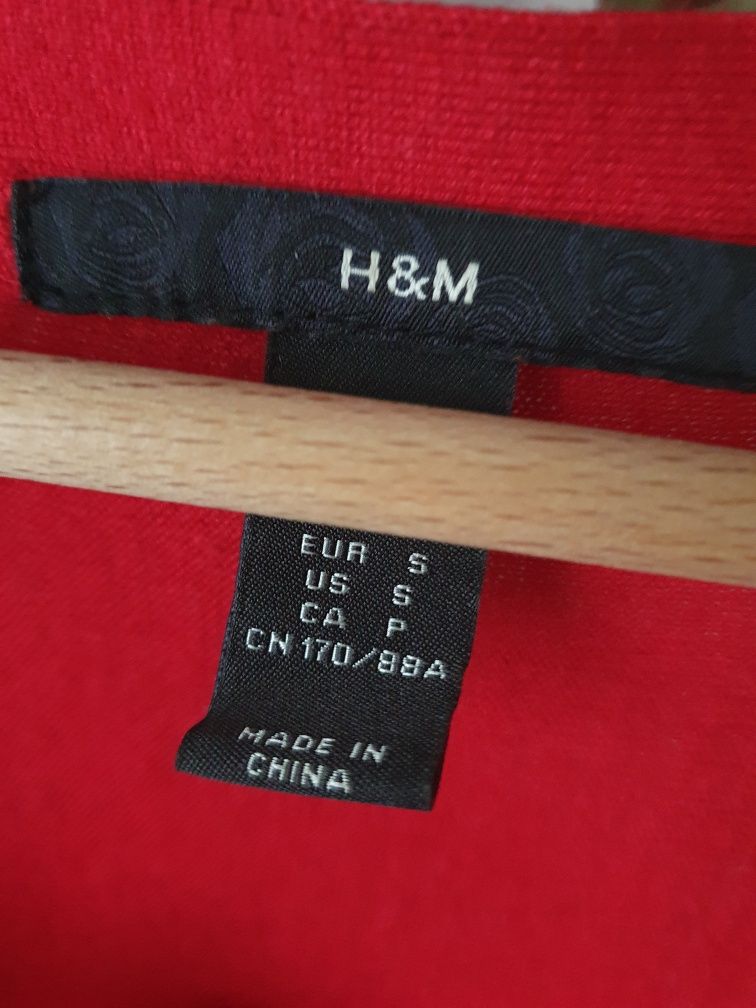 H&M
EUR S
US S
CA P
CN 170/88A
MADE IN
CHINA